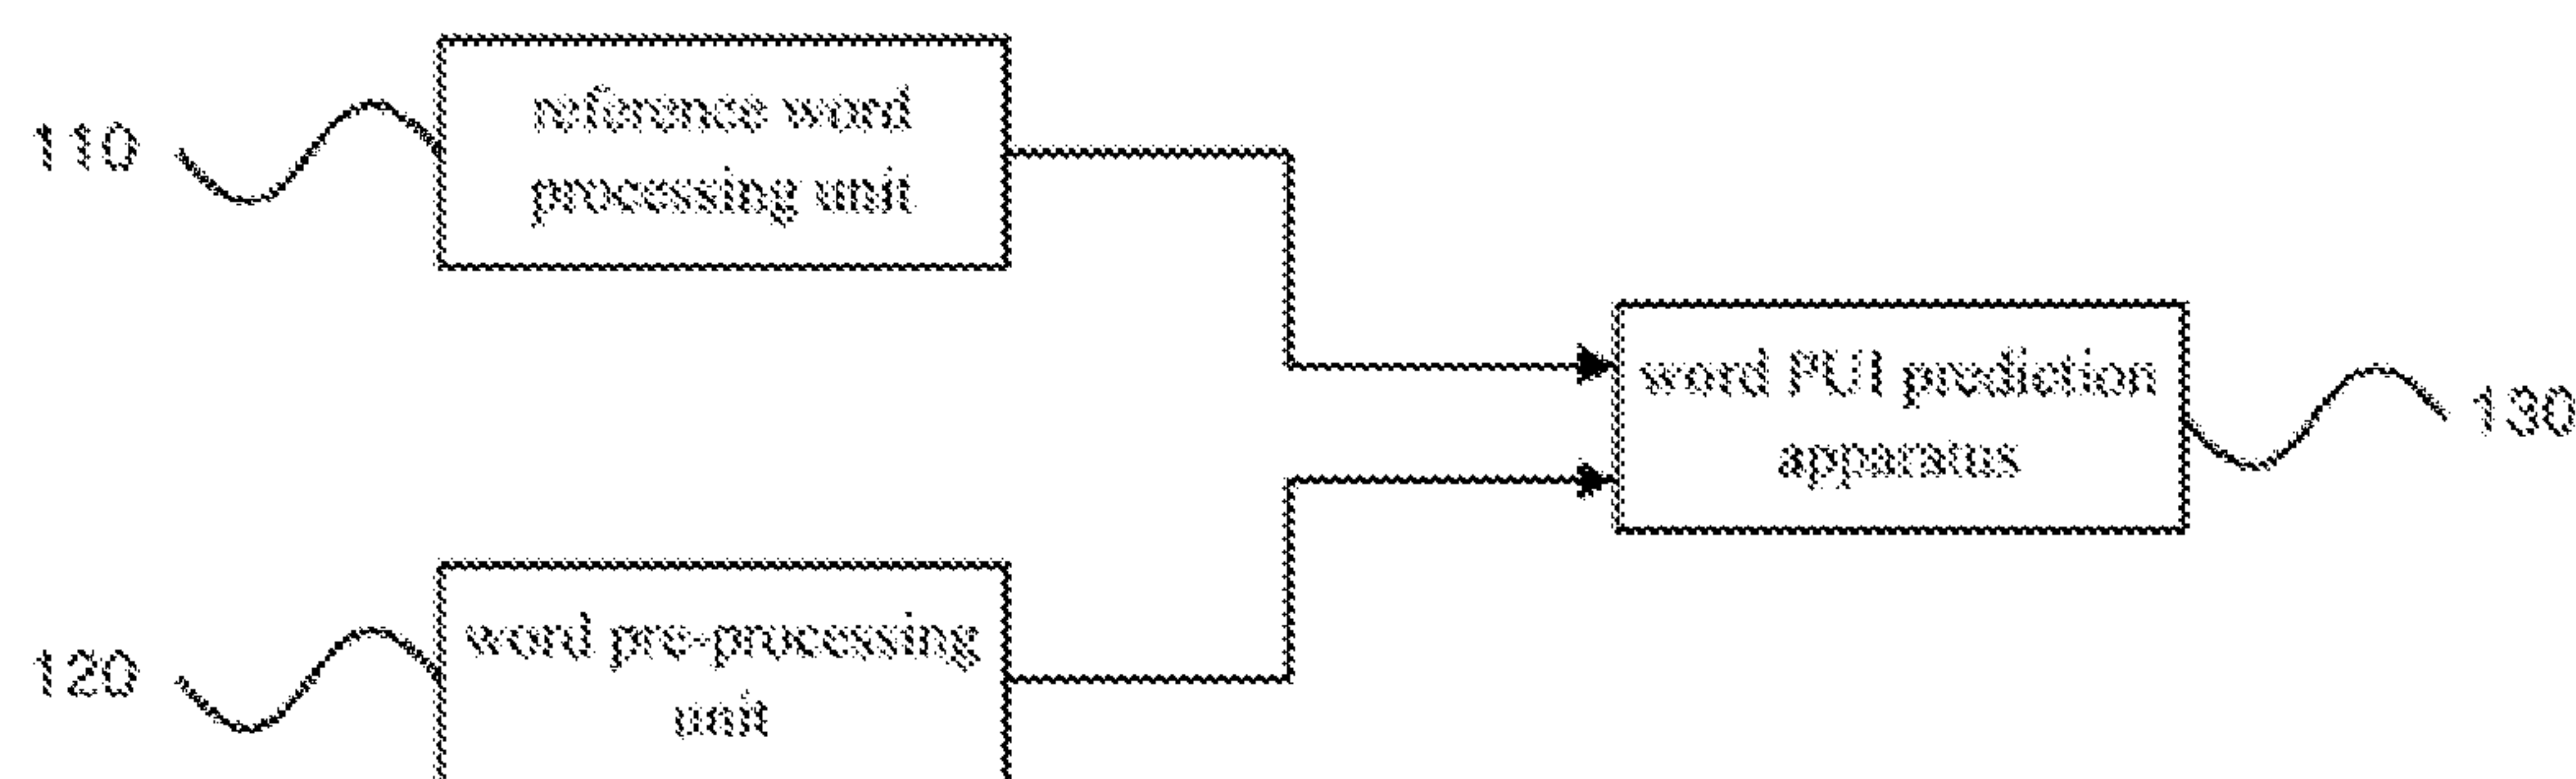 110
reference word
processing unit
word PUI prediction
apparatus
130
120
word pre-processing
unit